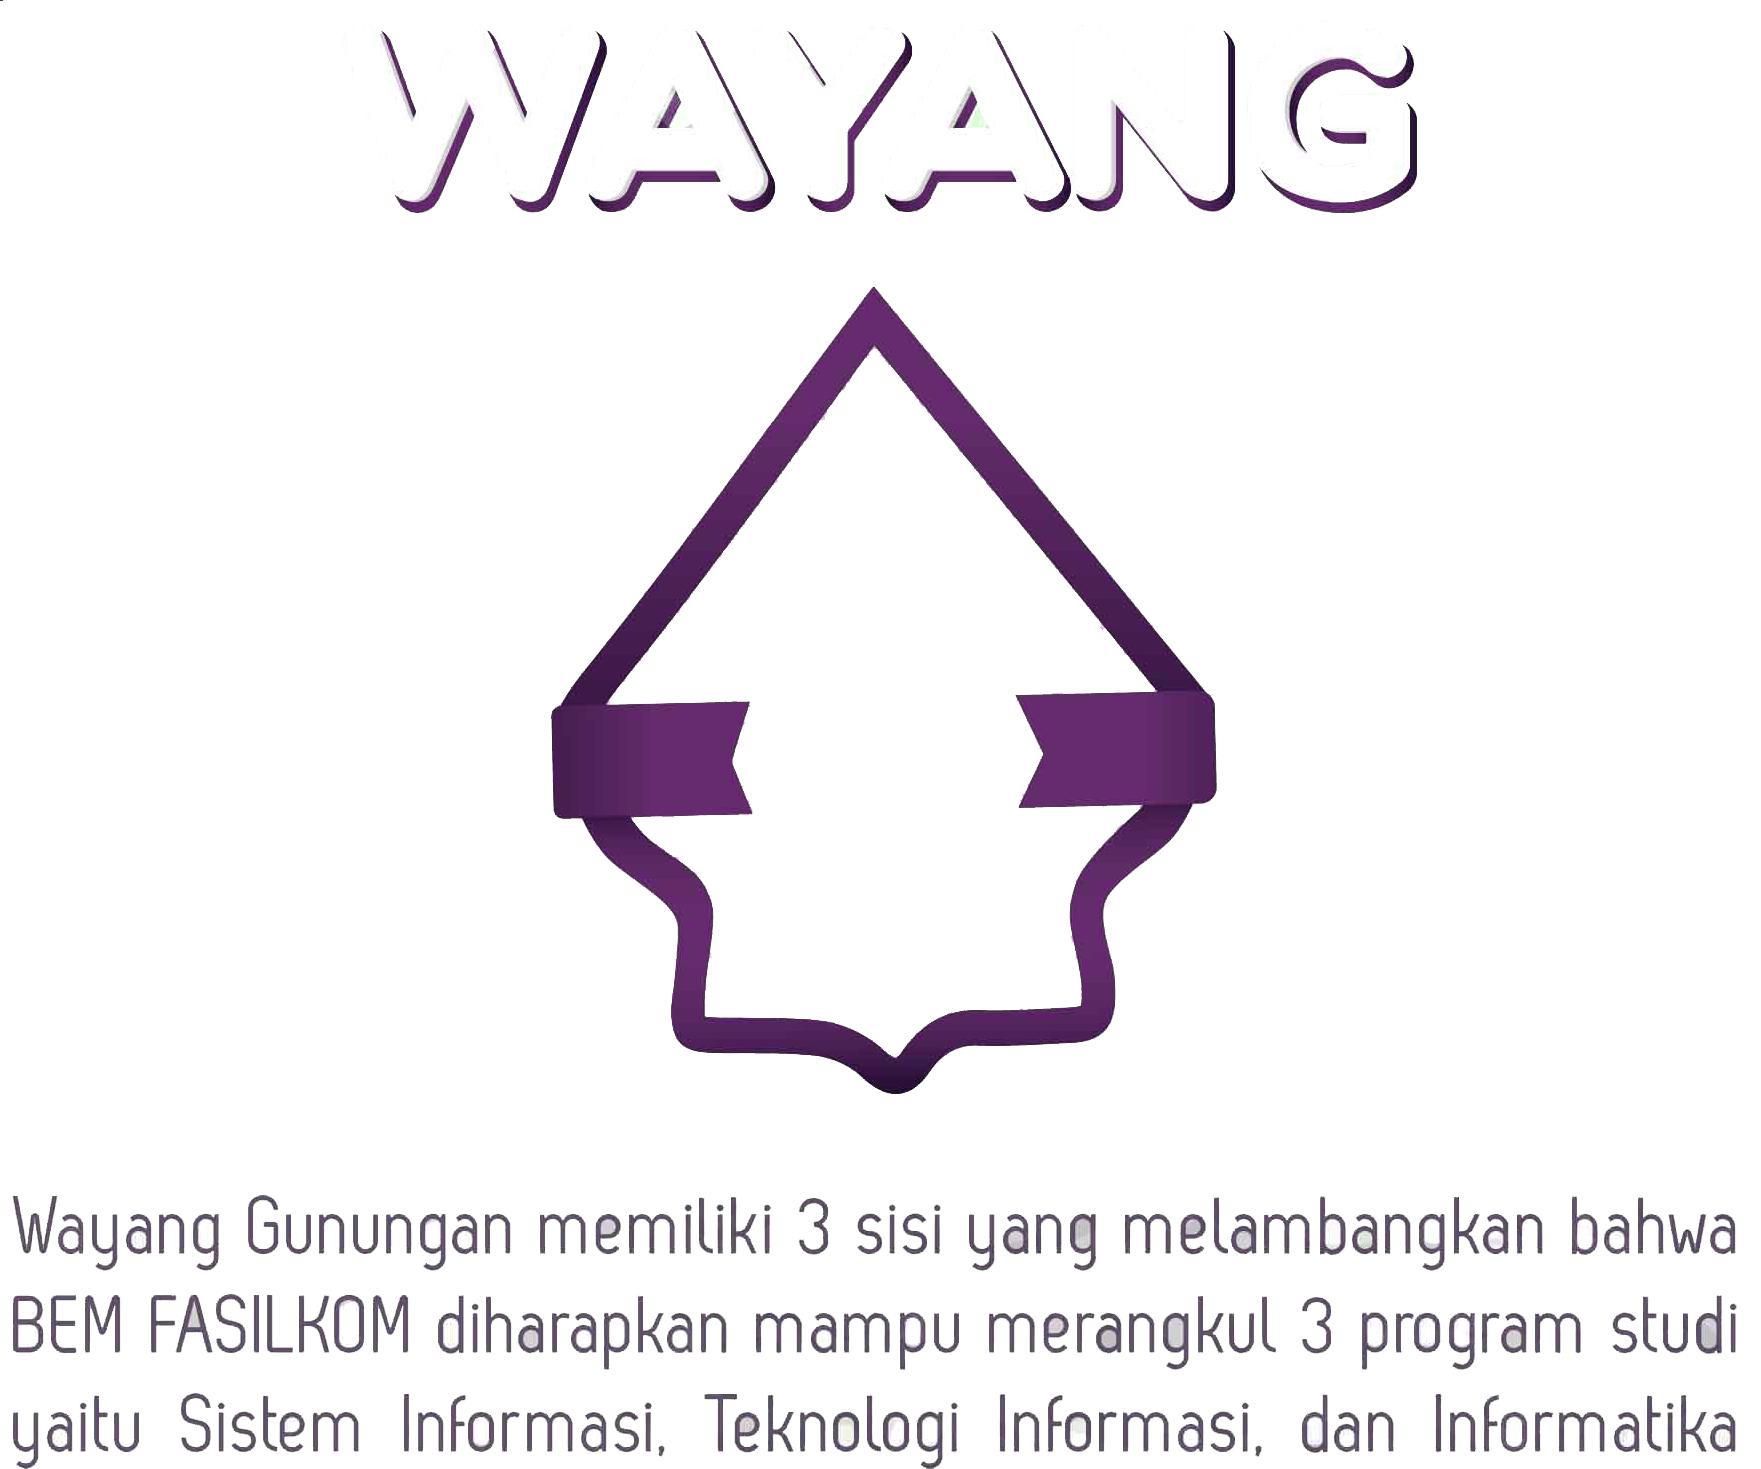 WAYANG
Wayang Gunungan memiliki 3 sisi yang melambangkan bahwa
BEM FASILKOM diharapkan mampu merangkul 3 program studi
yaitu Sistem Informasi, Teknologi Informasi, dan Informatika